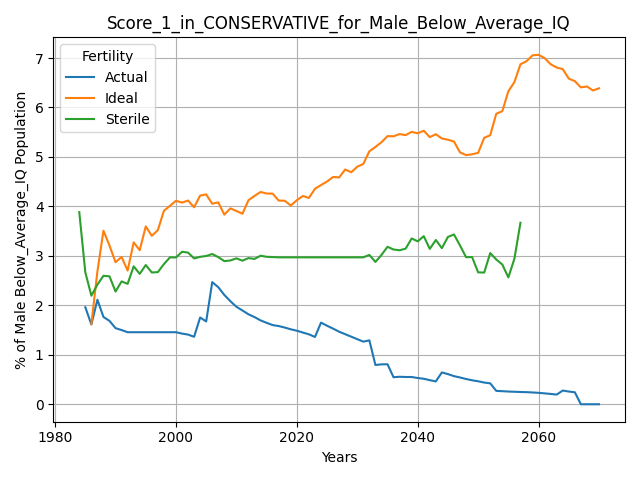 Score_1_in_CONSERVATIVE_for_Male_Below_Average_IQ
% of Male Below_Average_IQ Population
Fertility
Actual
Ideal
Sterile
7
6
5
4
3
2
1
0
1980
2000
2020
2040
2060
Years